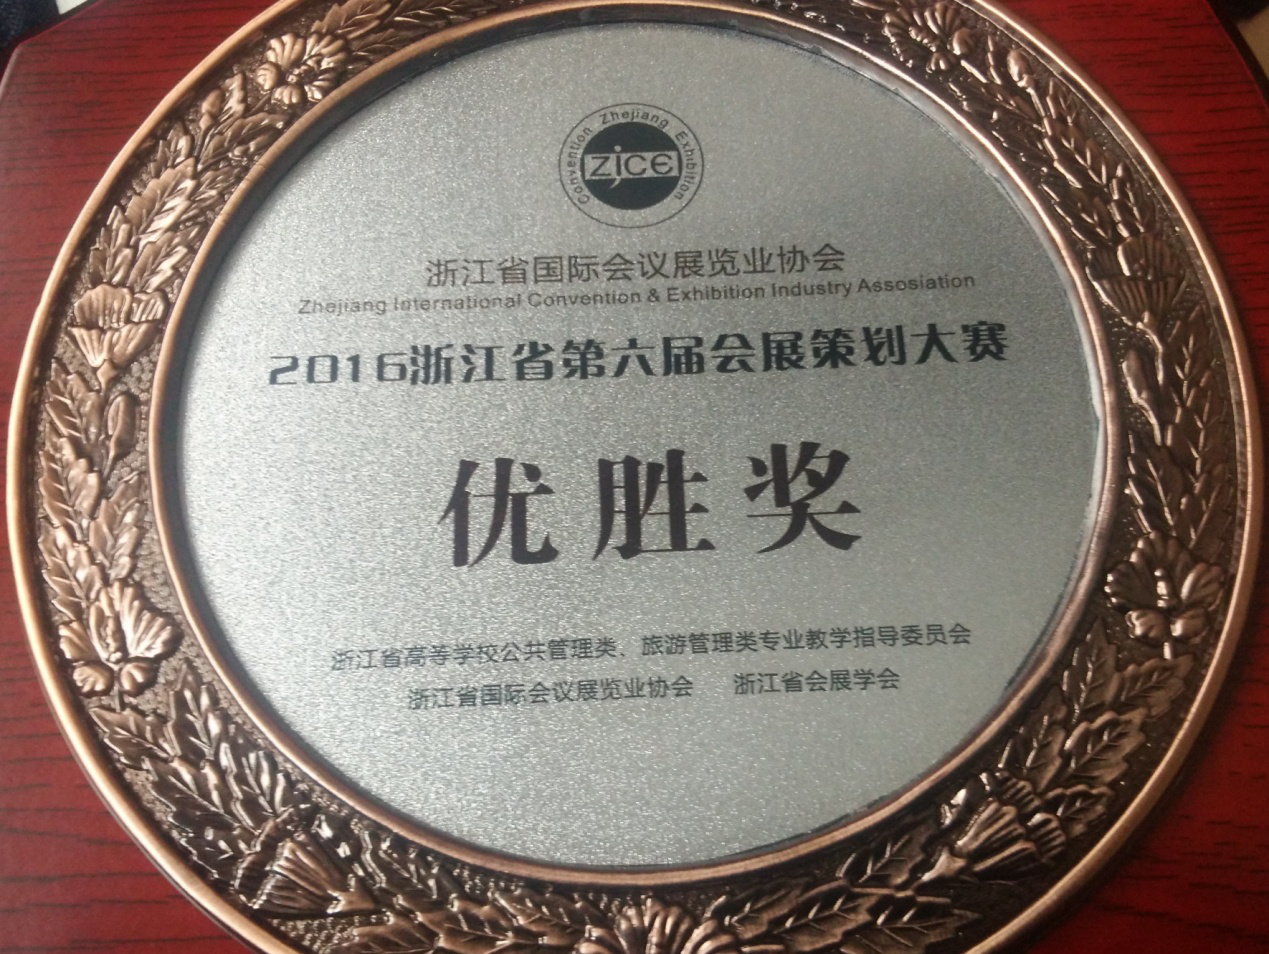 Convention Zhejiang Exhibition
zjce
浙江省国际会议展览业协会
Zhejiang International Convention & Exhibition Industry Assosiation
2016浙江省第六届会展策划大赛
优胜奖
浙江省高等学校公共管理类、旅游管理类专业教学指导委员会
浙江省国际会议展览业协会 浙江省会展学会